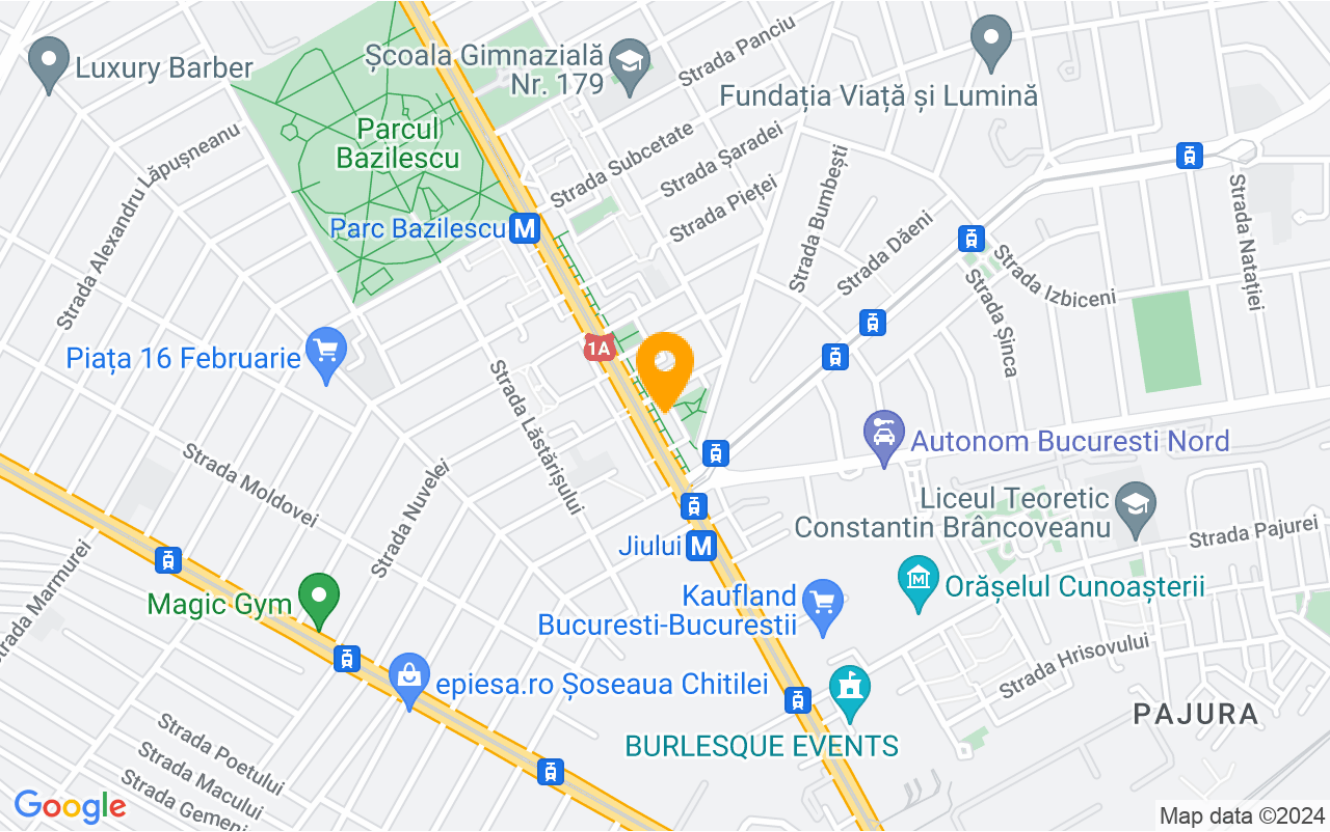 Luxury Barber
Școala Gimnazială
Nr. 179
Strada Panciu
Fundația Viață și Lumină
Parcul
Bazilescu
Strada Alexandru Lăpușneanu
Strada Subcetate
Strada Șaradei
Strada Pieței
Strada Bumbești
Strada Dăeni
Strada Natației
Parc Bazilescu
M
Strada Izbiceni
Strada Șinca
1A
Piața 16 Februarie
Strada Lăstărișului
Autonom Bucuresti Nord
Strada Moldovei
Strada Nuvelei
Liceul Teoretic
Constantin Brâncoveanu
Strada Pajurei
Jiului
M
Strada Marmurei
Magic Gym
Kaufland
Bucuresti-Bucurestii
Orășelul Cunoașterii
M
Strada Hrisovului
epiesa.ro Șoseaua Chitilei
PAJURA
BURLESQUE EVENTS
Strada Poetului
Strada Macului
Strada Gemeni
Google
Map data ©2024